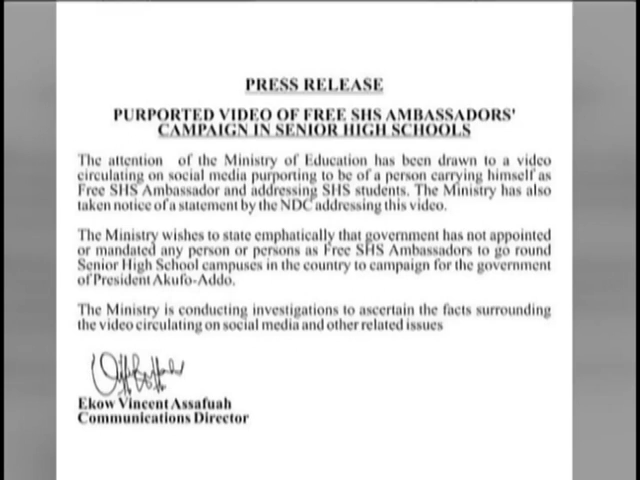 PRESS RELEASE
PURPORTED VIDEO OF FREE SHS AMBASSADORS'
CAMPAIGN IN SENIOR HIGH SCHOOLS
The attention of the Ministry of Education has been drawn to a video
circulating on social media purporting to be of a person carrying himself as
Free SHS Ambassador and addressing SHS students. The Ministry has also
taken notice of a statement by the NDC addressing this video.
The Ministry wishes to state emphatically that government has not appointed
or mandated any person or persons as Free SHS Ambassadors to go round
Senior High School campuses in the country to campaign for the government
of President Akufo-Addo.
The Ministry is conducting investigations to ascertain the facts surrounding
the video circulating on social media and other related issues
Ekow Vincent Assafuah
Communications Director